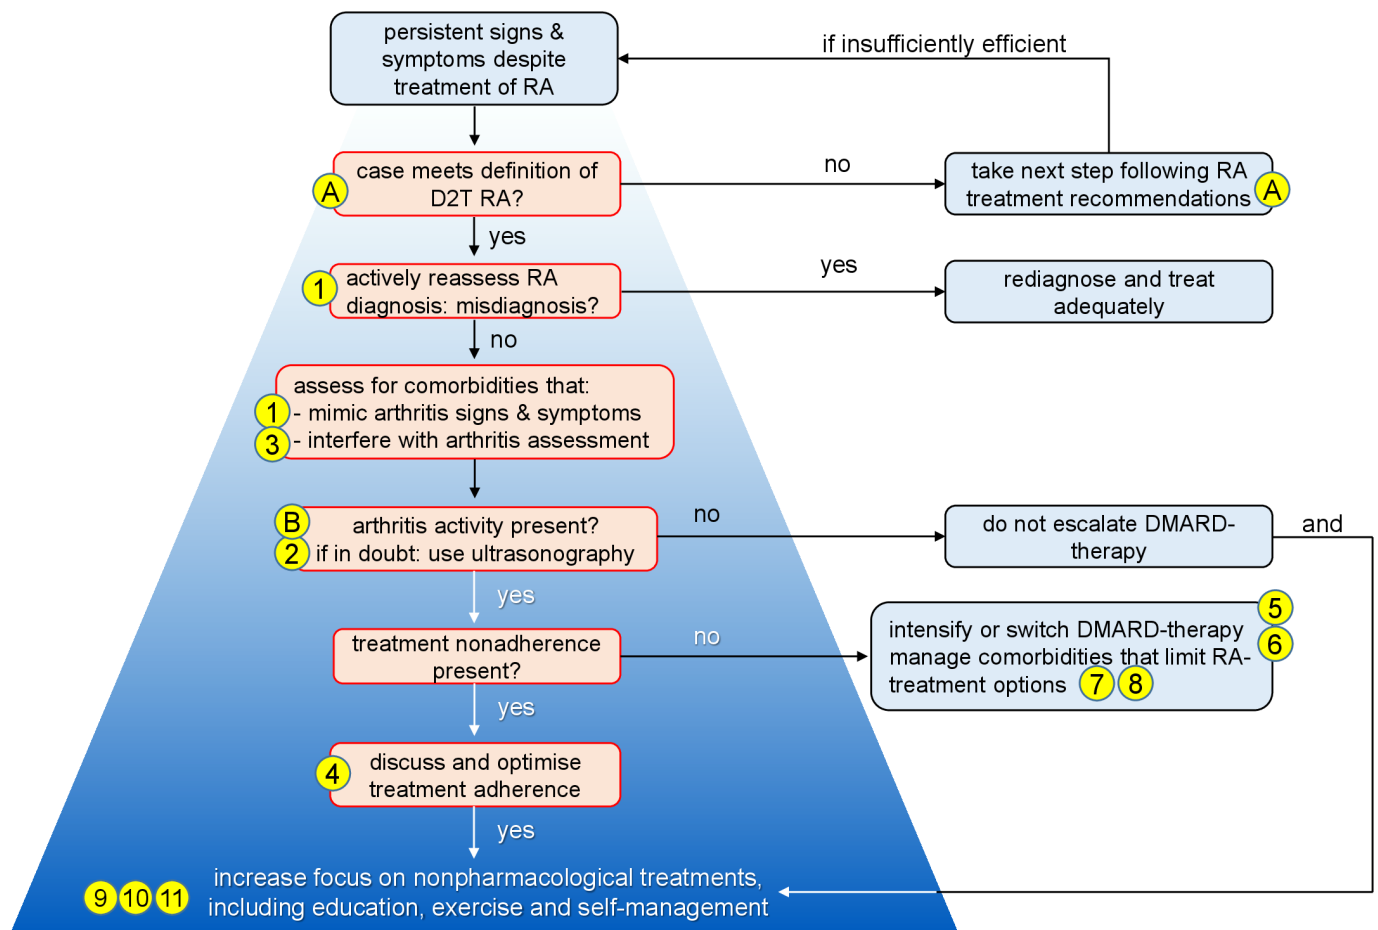 persistent signs &
symptoms despite
treatment of RA
if insufficiently efficient
A
case meets definition of
D2T RA?
no
take next step following RA
treatment recommendations
A
yes
1
actively reassess RA
diagnosis: misdiagnosis?
yes
rediagnose and treat
adequately
no
assess for comorbidities that:
1
- mimic arthritis signs & symptoms
3
- interfere with arthritis assessment
B
arthritis activity present?
2
if in doubt: use ultrasonography
no
do not escalate DMARD-
therapy
and
yes
treatment nonadherence
present?
no
5
intensify or switch DMARD-therapy
6
manage comorbidities that limit RA-
treatment options
7
8
yes
4
discuss and optimise
treatment adherence
yes
9
10
11
increase focus on nonpharmacological treatments,
including education, exercise and self-management